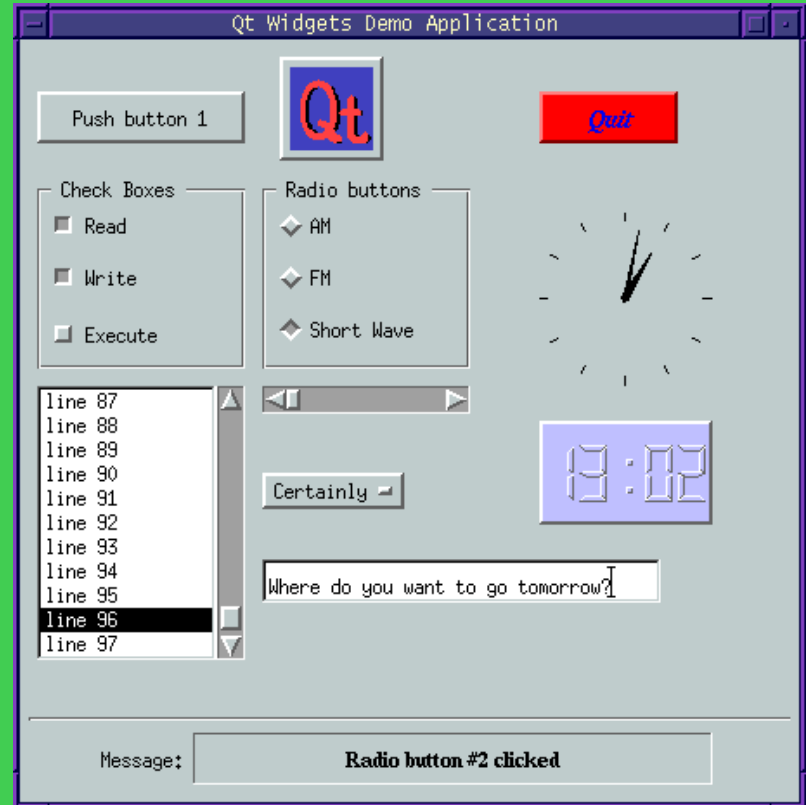 Qt Widgets Demo Application
Push button 1
Qt
Quit
Check Boxes
Read
Write
Execute
Radio buttons
AM
FM
Short Wave
line 87
line 88
line 89
line 90
line 91
line 92
line 93
line 94
line 95
line 96
line 97
Certainly
13:02
Where do you want to go tomorrow?
Message:
Radio button #2 clicked